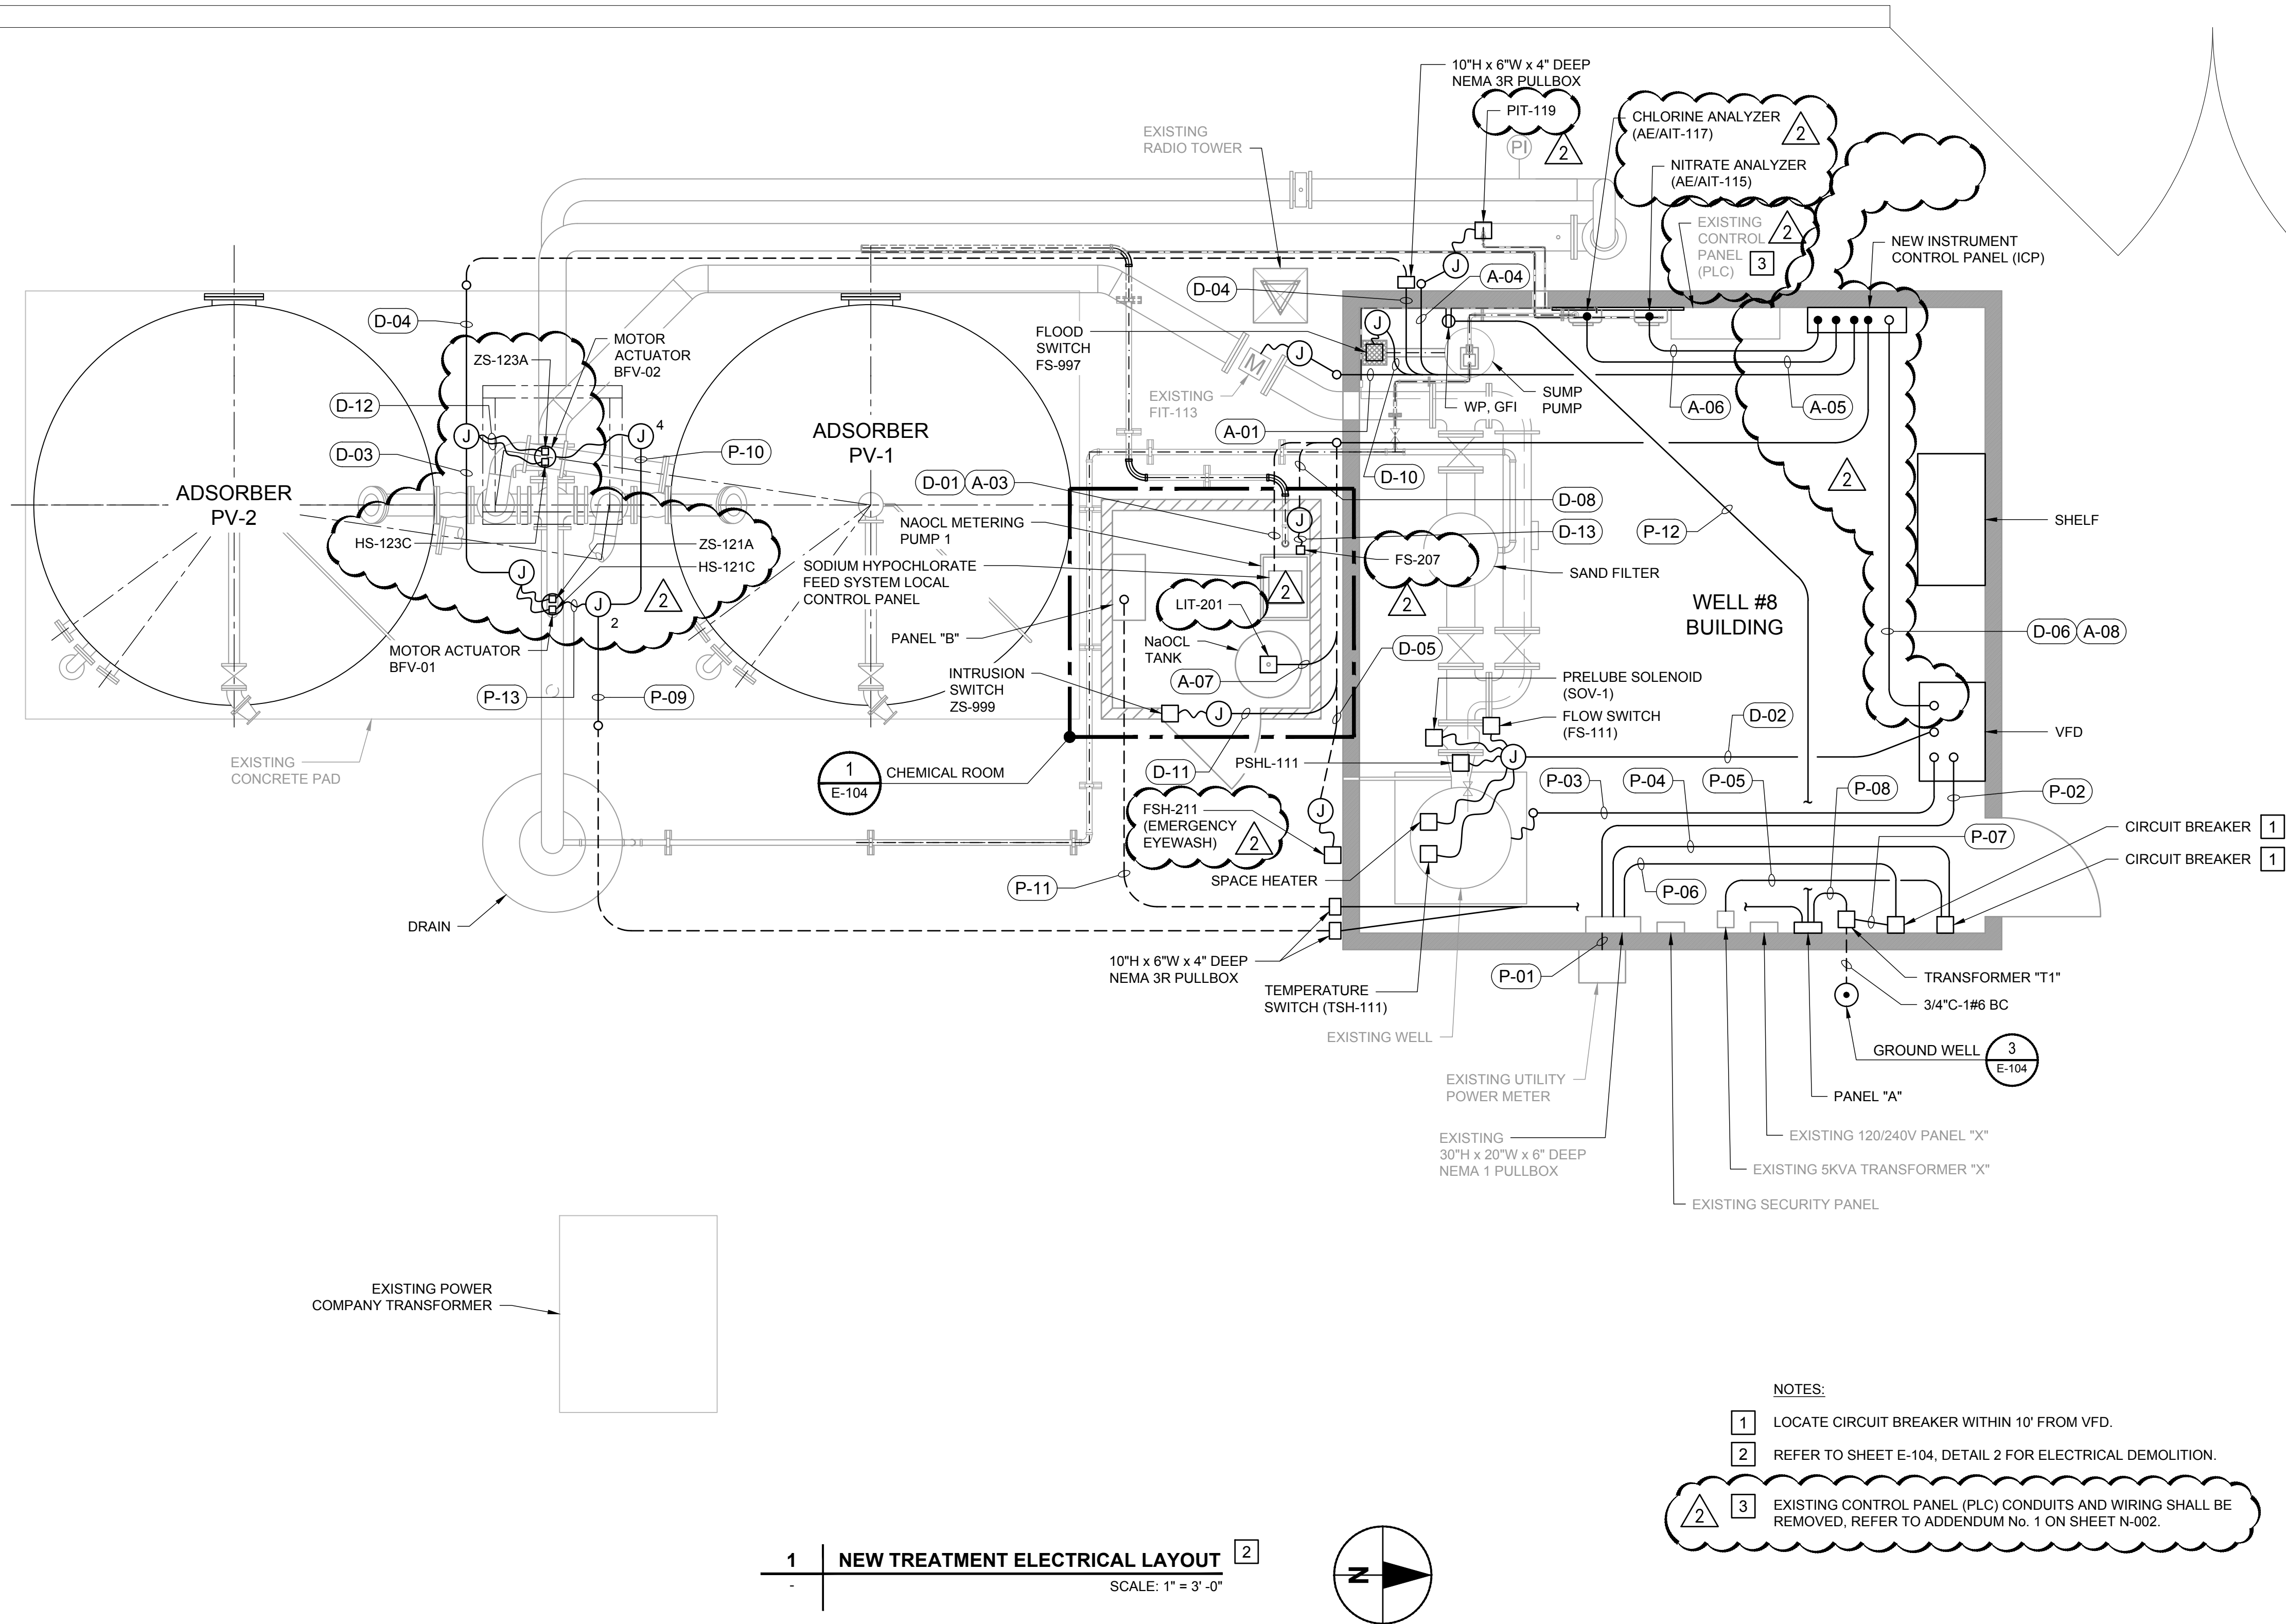 10"H x 6"W x 4" DEEP
NEMA 3R PULLBOX
PIT-119
PI
2
EXISTING
RADIO TOWER
CHLORINE ANALYZER
(AE/AIT-117)
2
NITRATE ANALYZER
(AE/AIT-115)
EXISTING
CONTROL
PANEL
(PLC)
2
3
NEW INSTRUMENT
CONTROL PANEL (ICP)
J
A-04
D-04
D-04
FLOOD
SWITCH
FS-997
J
J
M
EXISTING
FIT-113
MOTOR
ACTUATOR
BFV-02
ZS-123A
D-12
D-03
J
J
4
P-10
ADSORBER
PV-2
ADSORBER
PV-1
WP, GFI
SUMP
PUMP
A-06
A-05
A-01
D-10
D-01
A-03
D-08
D-13
P-12
2
SHELF
NAOCL METERING
PUMP 1
J
HS-123C
ZS-121A
HS-121C
J
J
2
2
SODIUM HYPOCHLORATE
FEED SYSTEM LOCAL
CONTROL PANEL
2
FS-207
2
SAND FILTER
LIT-201
WELL #8
BUILDING
PANEL "B"
NaOCL
TANK
D-06
A-08
MOTOR ACTUATOR
BFV-01
P-13
P-09
INTRUSION
SWITCH
ZS-999
A-07
D-05
J
PRELUBE SOLENOID
(SOV-1)
FLOW SWITCH
(FS-111)
D-02
VFD
J
PSHL-111
EXISTING
CONCRETE PAD
1
E-104
CHEMICAL ROOM
D-11
P-03
P-04
P-05
P-08
P-02
FSH-211
(EMERGENCY
EYEWASH)
2
J
P-07
CIRCUIT BREAKER
1
CIRCUIT BREAKER
1
P-11
SPACE HEATER
P-06
DRAIN
10"H x 6"W x 4" DEEP
NEMA 3R PULLBOX
TEMPERATURE
SWITCH (TSH-111)
P-01
TRANSFORMER "T1"
3/4"C-1#6 BC
EXISTING WELL
GROUND WELL
3
E-104
EXISTING UTILITY
POWER METER
PANEL "A"
EXISTING
30"H x 20"W x 6" DEEP
NEMA 1 PULLBOX
EXISTING 120/240V PANEL "X"
EXISTING 5KVA TRANSFORMER "X"
EXISTING SECURITY PANEL
EXISTING POWER
COMPANY TRANSFORMER
NOTES:
1 LOCATE CIRCUIT BREAKER WITHIN 10' FROM VFD.
2 REFER TO SHEET E-104, DETAIL 2 FOR ELECTRICAL DEMOLITION.
2 3 EXISTING CONTROL PANEL (PLC) CONDUITS AND WIRING SHALL BE
REMOVED, REFER TO ADDENDUM No. 1 ON SHEET N-002.
1 NEW TREATMENT ELECTRICAL LAYOUT 2
- SCALE: 1" = 3' -0"
N